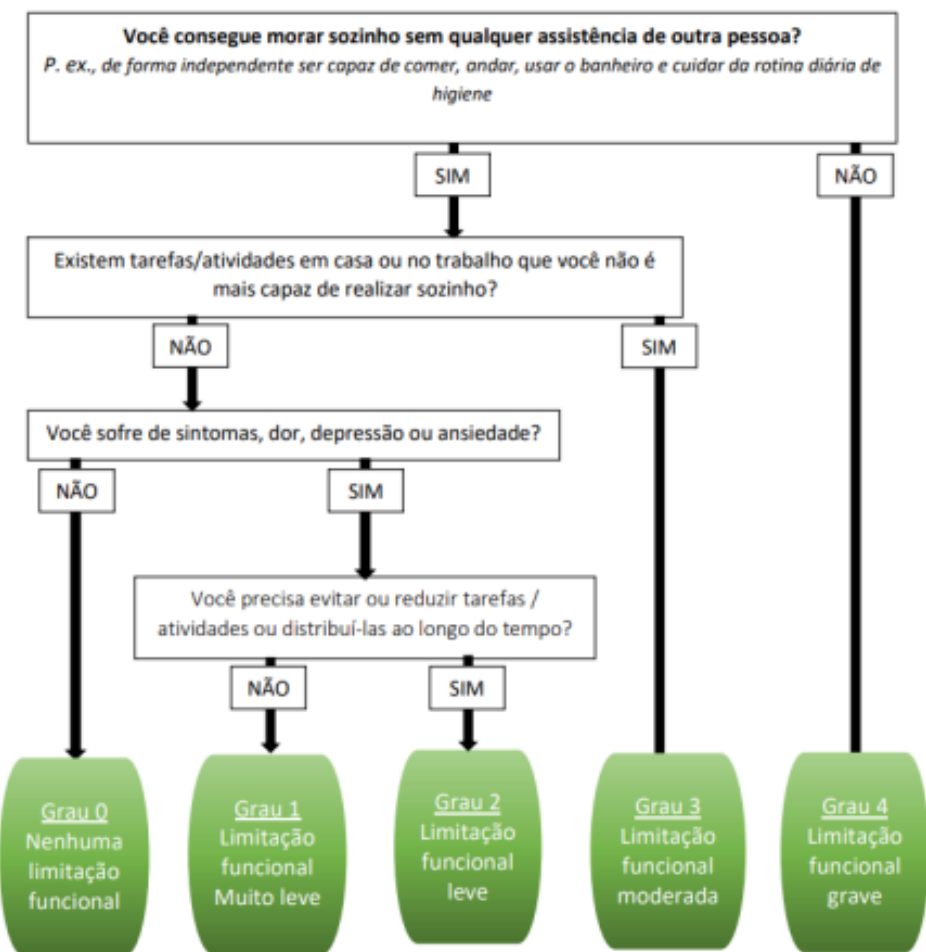 Você consegue morar sozinho sem qualquer assistência de outra pessoa?
P. ex., de forma independente ser capaz de comer, andar, usar o banheiro e cuidar da rotina diária de
higiene
SIM
NÃO
Existem tarefas/atividades em casa ou no trabalho que você não é
mais capaz de realizar sozinho?
NÃO
SIM
Você sofre de sintomas, dor, depressão ou ansiedade?
NÃO
SIM
Você precisa evitar ou reduzir tarefas /
atividades ou distribuí-las ao longo do tempo?
NÃO
SIM
Grau 0
Nenhuma
limitação
funcional
Grau 1
Limitação
funcional
Muito leve
Grau 2
Limitação
funcional
leve
Grau 3
Limitação
funcional
moderada
Grau 4
Limitação
funcional
grave